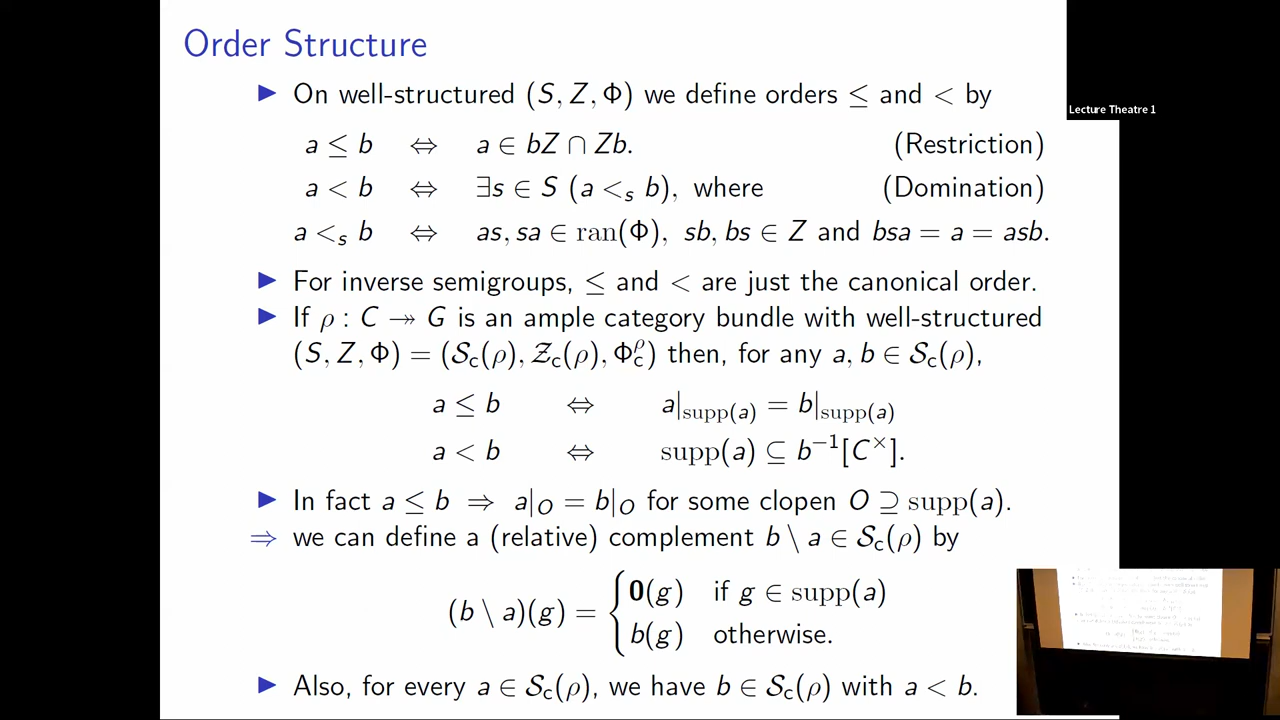 Order Structure
Lecture Theatre 1
▶ On well-structured (S, Z, Φ) we define orders ≤ and < by
a ≤ b ⇔ a ∈ bZ ∩ Zb. (Restriction)
a < b ⇔ ∃s ∈ S (a <ₛ b), where (Domination)
a <ₛ b ⇔ as, sa ∈ ran(Φ), sb, bs ∈ Z and bsa = a = asb.
▶ For inverse semigroups, ≤ and < are just the canonical order.
▶ If ρ : C ↠ G is an ample category bundle with well-structured
(S, Z, Φ) = (𝒮_c(ρ), 𝒵_c(ρ), Φ_c^ρ) then, for any a, b ∈ 𝒮_c(ρ),
a ≤ b ⇔ a|_supp(a) = b|_supp(a)
a < b ⇔ supp(a) ⊆ b⁻¹[C^×].
▶ In fact a ≤ b ⇒ a|_O = b|_O for some clopen O ⊇ supp(a).
⇒ we can define a (relative) complement b \ a ∈ 𝒮_c(ρ) by
(b \ a)(g) = { 0(g) if g ∈ supp(a)
b(g) otherwise.
▶ Also, for every a ∈ 𝒮_c(ρ), we have b ∈ 𝒮_c(ρ) with a < b.